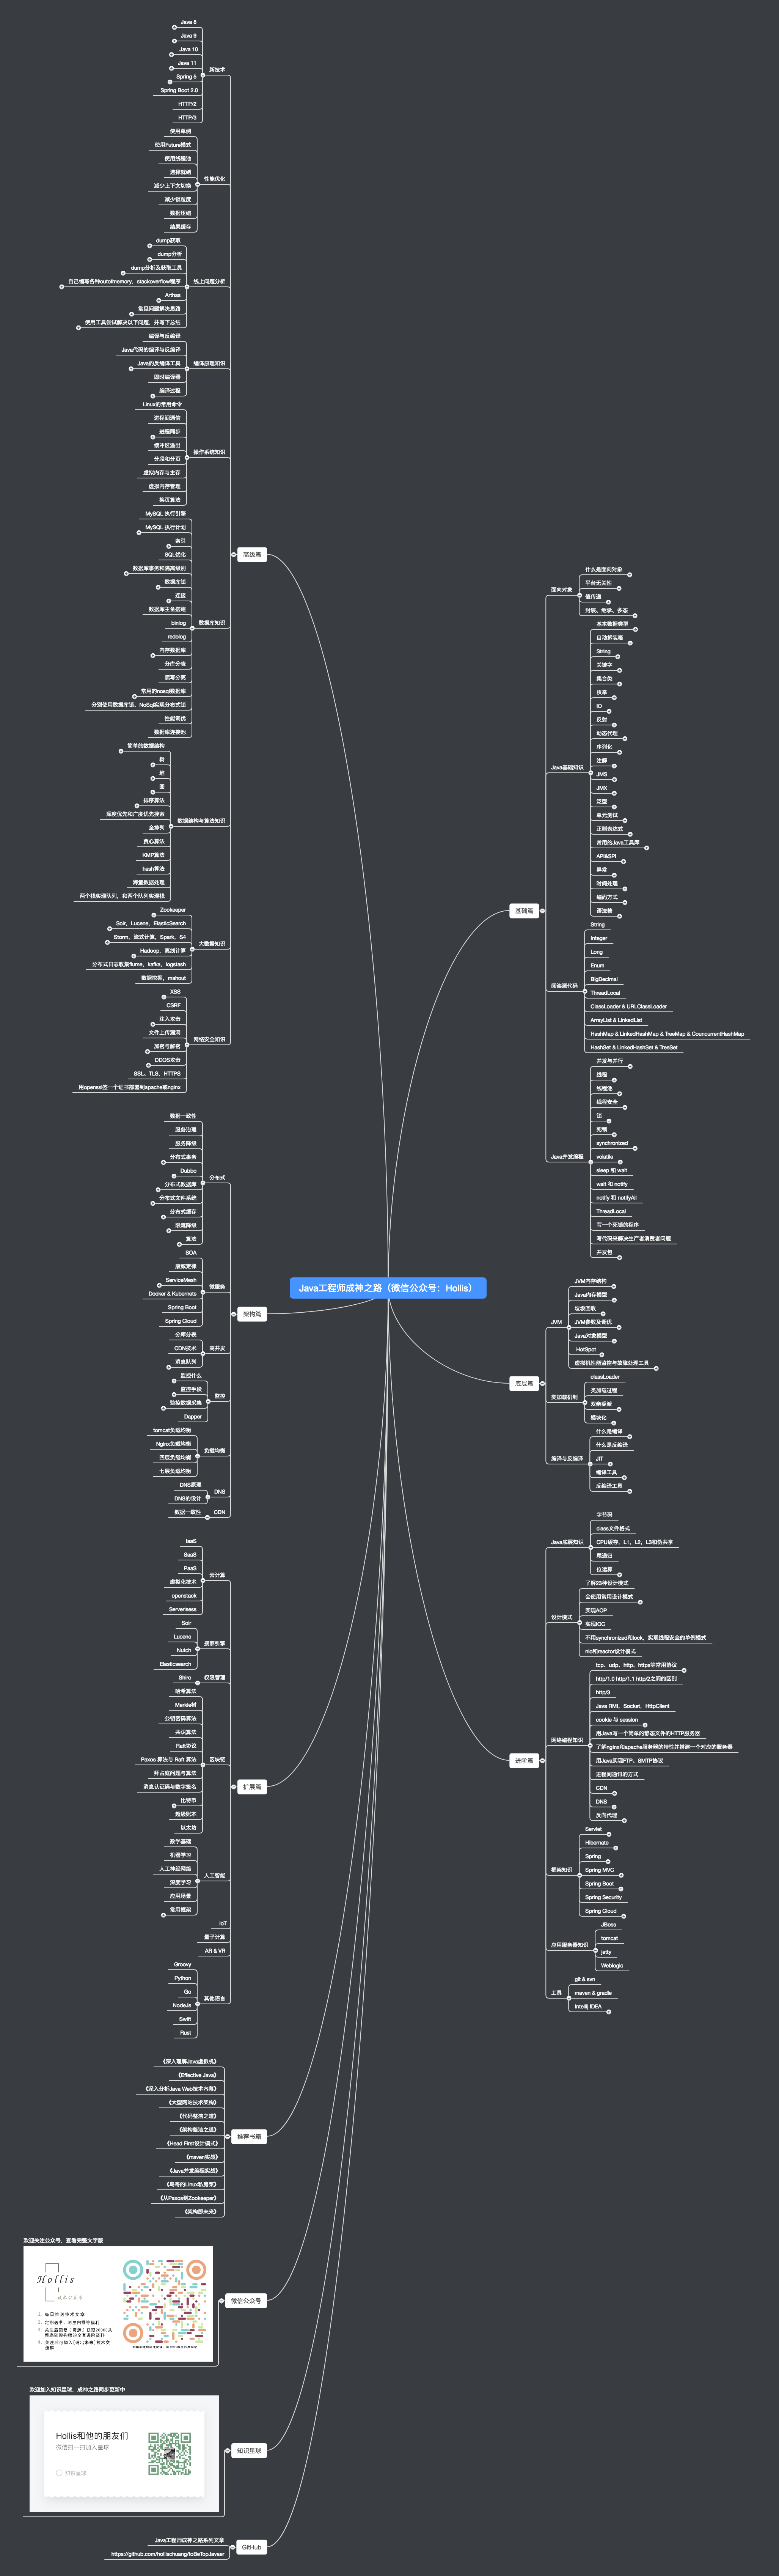 Java工程师成神之路（微信公众号：Hollis）
基础篇
面向对象
什么是面向对象
平台无关性
值传递
封装、继承、多态
Java基础知识
基本数据类型
自动拆装箱
String
关键字
集合类
枚举
IO
反射
动态代理
序列化
注解
JMS
JMX
泛型
单元测试
正则表达式
常用的Java工具库
API&SPI
异常
时间处理
编码方式
语法糖
阅读源代码
String
Integer
Long
Enum
BigDecimal
ThreadLocal
ClassLoader & URLClassLoader
ArrayList & LinkedList
HashMap & LinkedHashMap & TreeMap & CouncurrentHashMap
HashSet & LinkedHashSet & TreeSet
Java并发编程
并发与并行
线程
线程池
线程安全
锁
死锁
synchronized
volatile
sleep 和 wait
wait 和 notify
notify 和 notifyAll
ThreadLocal
写一个死锁的程序
写代码来解决生产者消费者问题
并发包
底层篇
JVM
JVM内存结构
Java内存模型
垃圾回收
JVM参数及调优
Java对象模型
HotSpot
虚拟机性能监控与故障处理工具
类加载机制
classLoader
类加载过程
双亲委派
模块化
编译与反编译
什么是编译
什么是反编译
JIT
编译工具
反编译工具
进阶篇
Java底层知识
字节码
class文件格式
CPU缓存，L1，L2，L3和伪共享
尾递归
位运算
设计模式
了解23种设计模式
会使用常用设计模式
实现AOP
实现IOC
不用synchronized和lock，实现线程安全的单例模式
nio和reactor设计模式
网络编程知识
tcp、udp、http、https等常用协议
http/1.0 http/1.1 http/2之间的区别
http/3
Java RMI，Socket，HttpClient
cookie 与 session
用Java写一个简单的静态文件的HTTP服务器
了解nginx和apache服务器的特性并搭建一个对应的服务器
用Java实现FTP、SMTP协议
进程间通讯的方式
CDN
DNS
反向代理
框架知识
Servlet
Hibernate
Spring
Spring MVC
Spring Boot
Spring Security
Spring Cloud
应用服务器知识
JBoss
tomcat
jetty
Weblogic
工具
git & svn
maven & gradle
Intellij IDEA
高级篇
新技术
Java 8
Java 9
Java 10
Java 11
Spring 5
Spring Boot 2.0
HTTP/2
HTTP/3
性能优化
使用单例
使用Future模式
使用线程池
选择就绪
减少上下文切换
减少锁粒度
数据压缩
结果缓存
线上问题分析
dump获取
dump分析
dump分析及获取工具
自己编写各种outofmemory，stackoverflow程序
Arthas
常见问题解决思路
使用工具尝试解决以下问题，并写下总结
编译原理知识
编译与反编译
Java代码的编译与反编译
Java的反编译工具
即时编译器
编译过程
操作系统知识
Linux的常用命令
进程间通信
进程同步
缓冲区溢出
分段和分页
虚拟内存与主存
虚拟内存管理
换页算法
数据库知识
MySQL 执行引擎
MySQL 执行计划
索引
SQL优化
数据库事务和隔离级别
数据库锁
连接
数据库主备搭建
binlog
redolog
内存数据库
分库分表
读写分离
常用的nosql数据库
分别使用数据库锁、NoSql实现分布式锁
性能调优
数据库连接池
数据结构与算法知识
简单的数据结构
树
堆
图
排序算法
深度优先和广度优先搜索
全排列
贪心算法
KMP算法
hash算法
海量数据处理
两个栈实现队列，和两个队列实现栈
大数据知识
Zookeeper
Solr，Lucene，ElasticSearch
Storm，流式计算，Spark，S4
Hadoop，离线计算
分布式日志收集flume，kafka，logstash
数据挖掘，mahout
网络安全知识
XSS
CSRF
注入攻击
文件上传漏洞
加密与解密
DDOS攻击
SSL、TLS，HTTPS
用openssl签一个证书部署到apache或nginx
架构篇
分布式
数据一致性
服务治理
服务降级
分布式事务
Dubbo
分布式数据库
分布式文件系统
分布式缓存
限流降级
算法
微服务
SOA
康威定律
ServiceMesh
Docker & Kubernets
Spring Boot
Spring Cloud
高并发
分库分表
CDN技术
消息队列
监控
监控什么
监控手段
监控数据采集
Dapper
负载均衡
tomcat负载均衡
Nginx负载均衡
四层负载均衡
七层负载均衡
DNS
DNS原理
DNS的设计
CDN
数据一致性
扩展篇
云计算
IaaS
SaaS
PaaS
虚拟化技术
openstack
Serverlsess
搜索引擎
Solr
Lucene
Nutch
Elasticsearch
权限管理
Shiro
区块链
哈希算法
Merkle树
公钥密码算法
共识算法
Raft协议
Paxos 算法与 Raft 算法
拜占庭问题与算法
消息认证码与数字签名
比特币
超级账本
以太坊
人工智能
数学基础
机器学习
人工神经网络
深度学习
应用场景
常用框架
IoT
量子计算
AR & VR
其他语言
Groovy
Python
Go
NodeJs
Swift
Rust
推荐书籍
《深入理解Java虚拟机》
《Effective Java》
《深入分析Java Web技术内幕》
《大型网站技术架构》
《代码整洁之道》
《架构整洁之道》
《Head First设计模式》
《maven实战》
《Java并发编程实战》
《鸟哥的Linux私房菜》
《从Paxos到Zookeeper》
《架构即未来》
微信公众号
欢迎关注公众号，查看完整文字版
Hollis
技术公众号
1. 每日推送技术文章
2. 定期送书、阿里内推等福利
4. 关注后可加入[码出未来]技术交流群
知识星球
欢迎加入知识星球，成神之路同步更新中
Hollis和他的朋友们
微信扫一扫加入星球
知识星球
GitHub
Java工程师成神之路系列文章
https://github.com/hollischuang/toBeTopJavaer